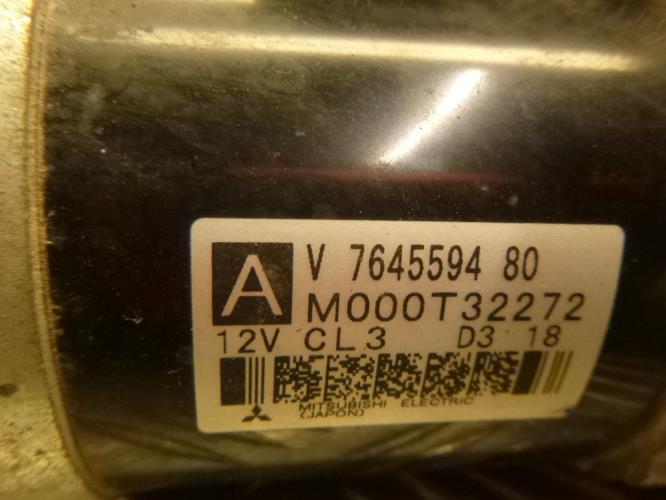 A
V 7645594 80
M000T32272
12V CL3 D3 18
MITSUBISHI ELECTRIC
(JAPON)